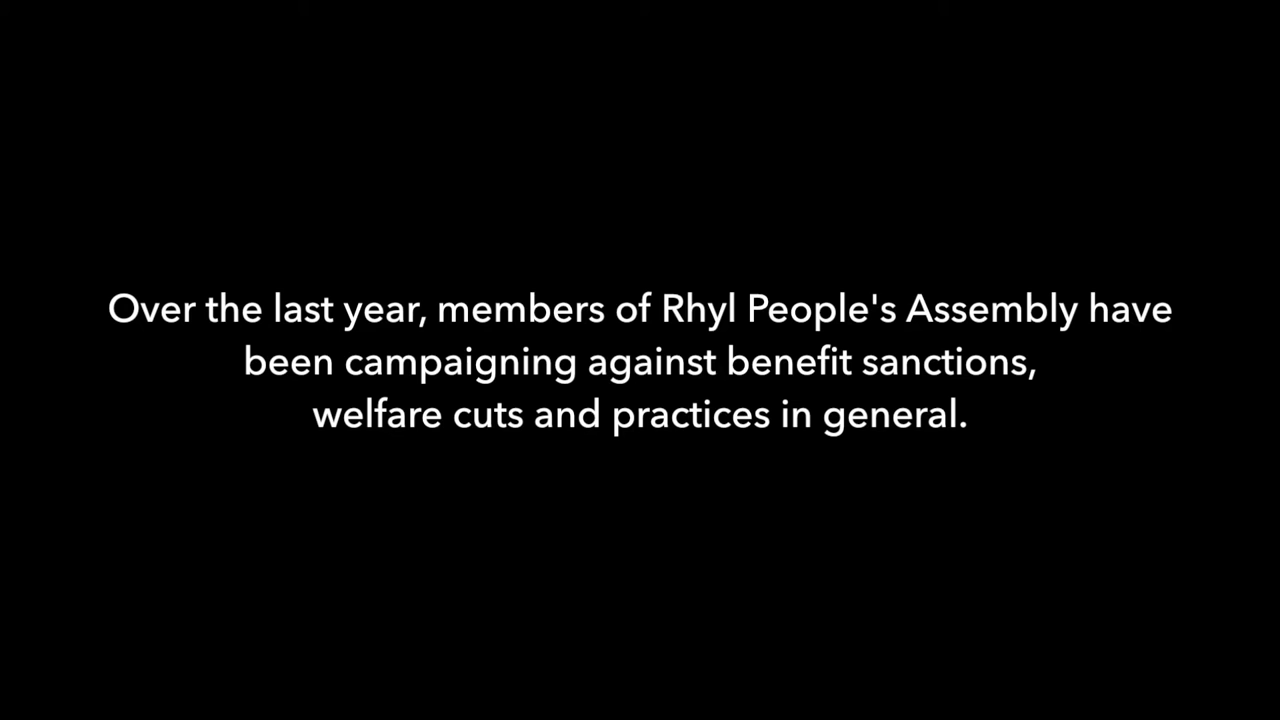 Over the last year, members of Rhyl People's Assembly have
been campaigning against benefit sanctions,
welfare cuts and practices in general.